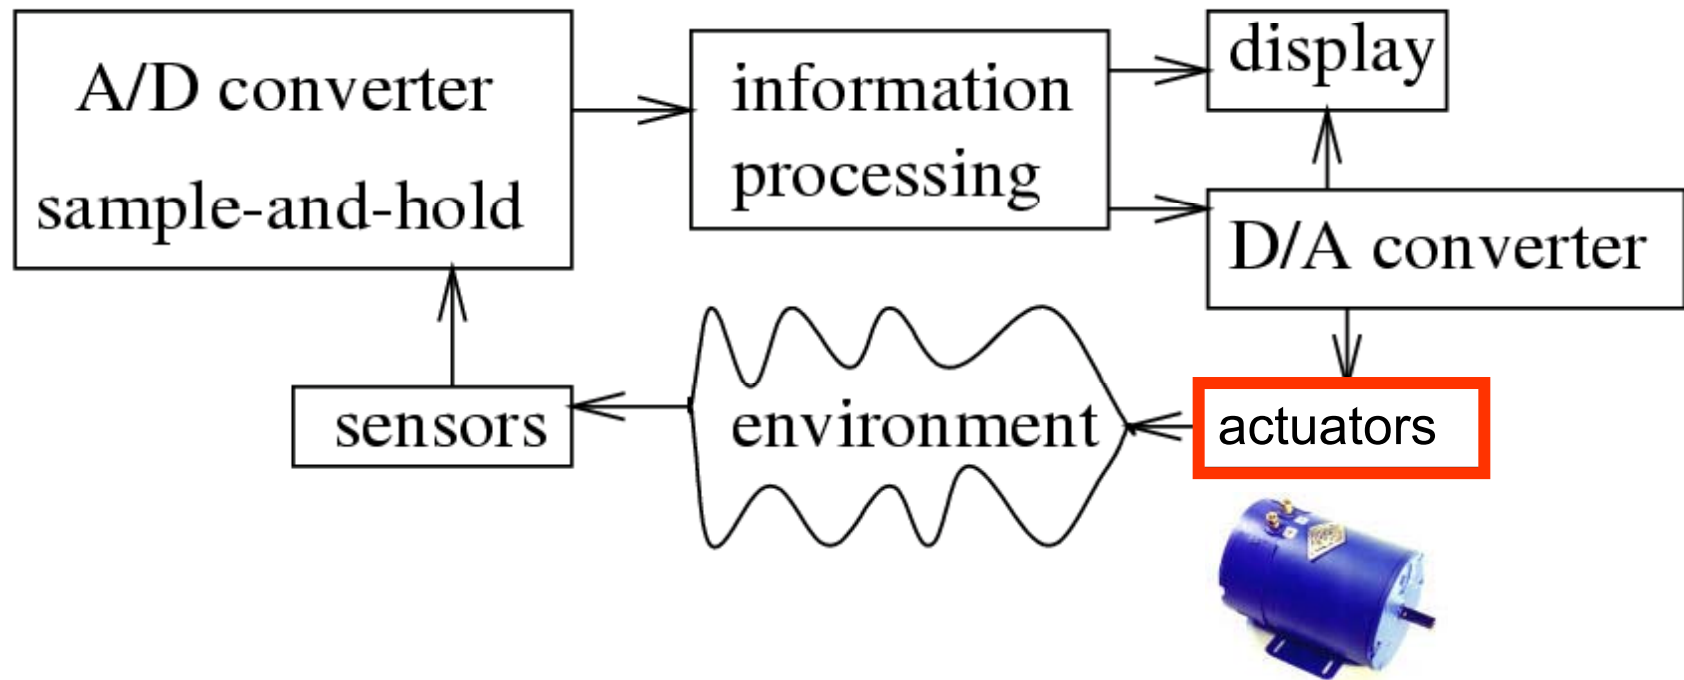 A/D converter
sample-and-hold
information
processing
display
D/A converter
sensors
environment
actuators